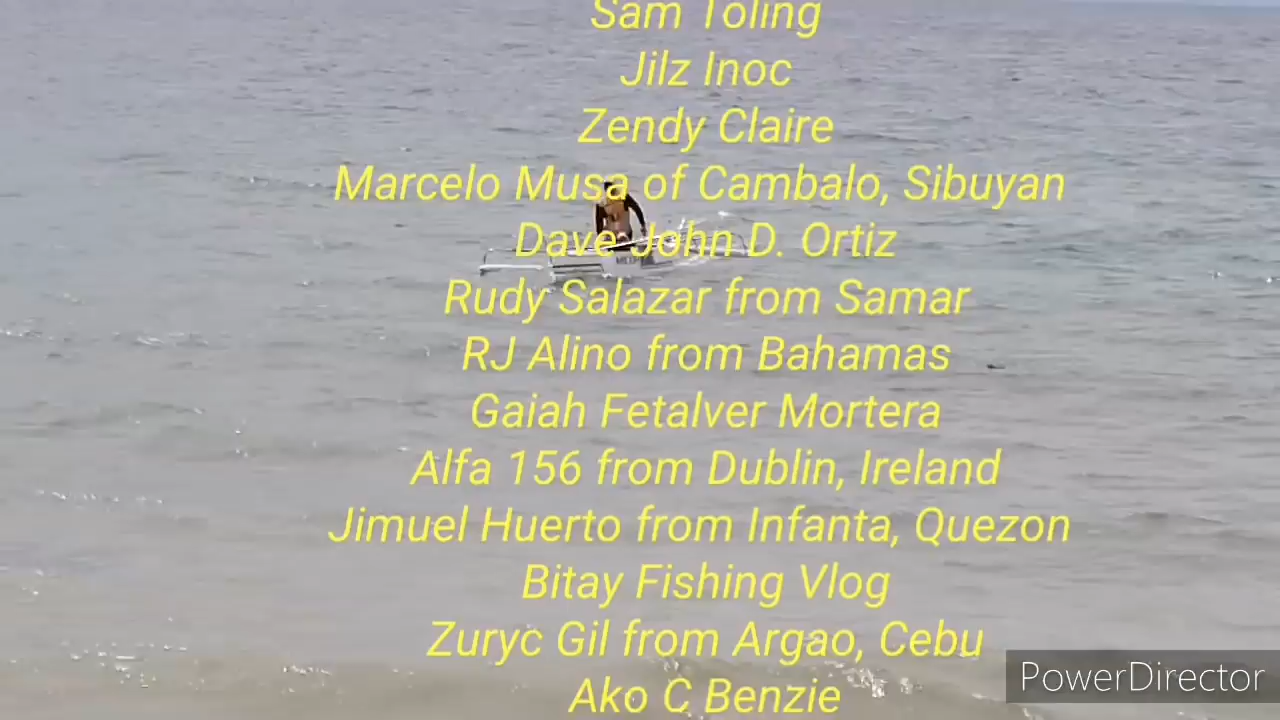 Sam Toling
Jilz Inoc
Zendy Claire
Marcelo Musa of Cambalo, Sibuyan
Dave John D. Ortiz
Rudy Salazar from Samar
RJ Alino from Bahamas
Gaiah Fetalver Mortera
Alfa 156 from Dublin, Ireland
Jimuel Huerto from Infanta, Quezon
Bitay Fishing Vlog
Zuryc Gil from Argao, Cebu
Ako C Benzie
PowerDirector